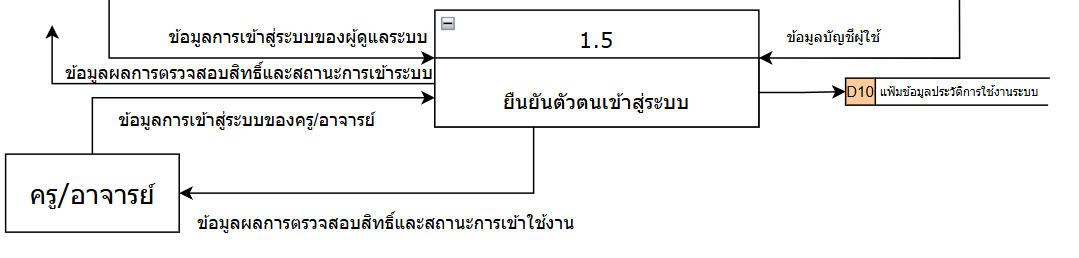 ข้อมูลการเข้าสู่ระบบของผู้ดูแลระบบ
1.5
ข้อมูลบัญชีผู้ใช้
ข้อมูลผลการตรวจสอบสิทธิ์และสถานะการเข้าระบบ
ยืนยันตัวตนเข้าสู่ระบบ
D10 แฟ้มข้อมูลประวัติการใช้งานระบบ
ข้อมูลการเข้าสู่ระบบของครู/อาจารย์
ครู/อาจารย์
ข้อมูลผลการตรวจสอบสิทธิ์และสถานะการเข้าใช้งาน